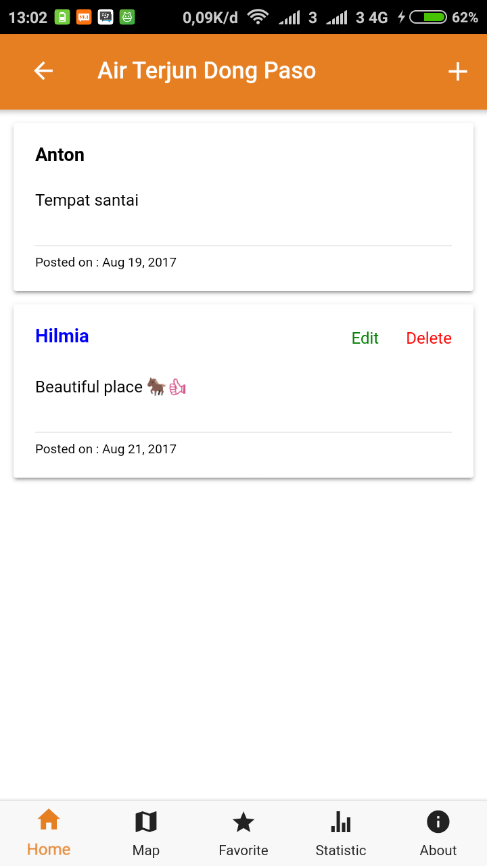 13:02 0,09K/d 3 3 4G 62%
Air Terjun Dong Paso
Anton
Tempat santai
Posted on : Aug 19, 2017
Hilmia Edit Delete
Beautiful place 🐂👍
Posted on : Aug 21, 2017
Home Map Favorite Statistic About